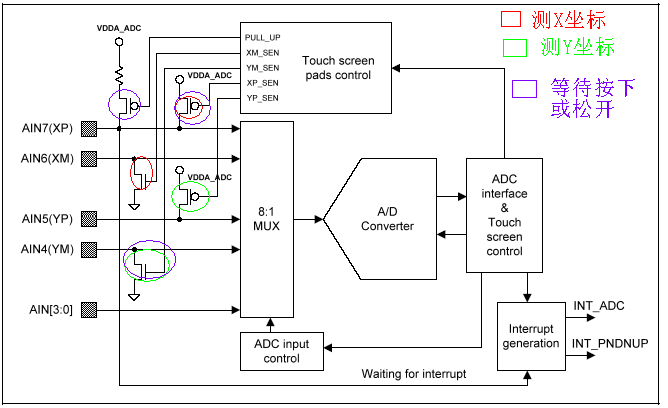 VDDA_ADC
PULL_UP
XM_SEN
YM_SEN
XP_SEN
YP_SEN
Touch screen
pads control
测X坐标
测Y坐标
等待按下
或松开
VDDA_ADC
AIN7(XP)
AIN6(XM)
VDDA_ADC
AIN5(YP)
AIN4(YM)
AIN[3:0]
8:1
MUX
A/D
Converter
ADC
interface
&
Touch
screen
control
ADC input
control
Interrupt
generation
INT_ADC
INT_PNDNUP
Waiting for interrupt